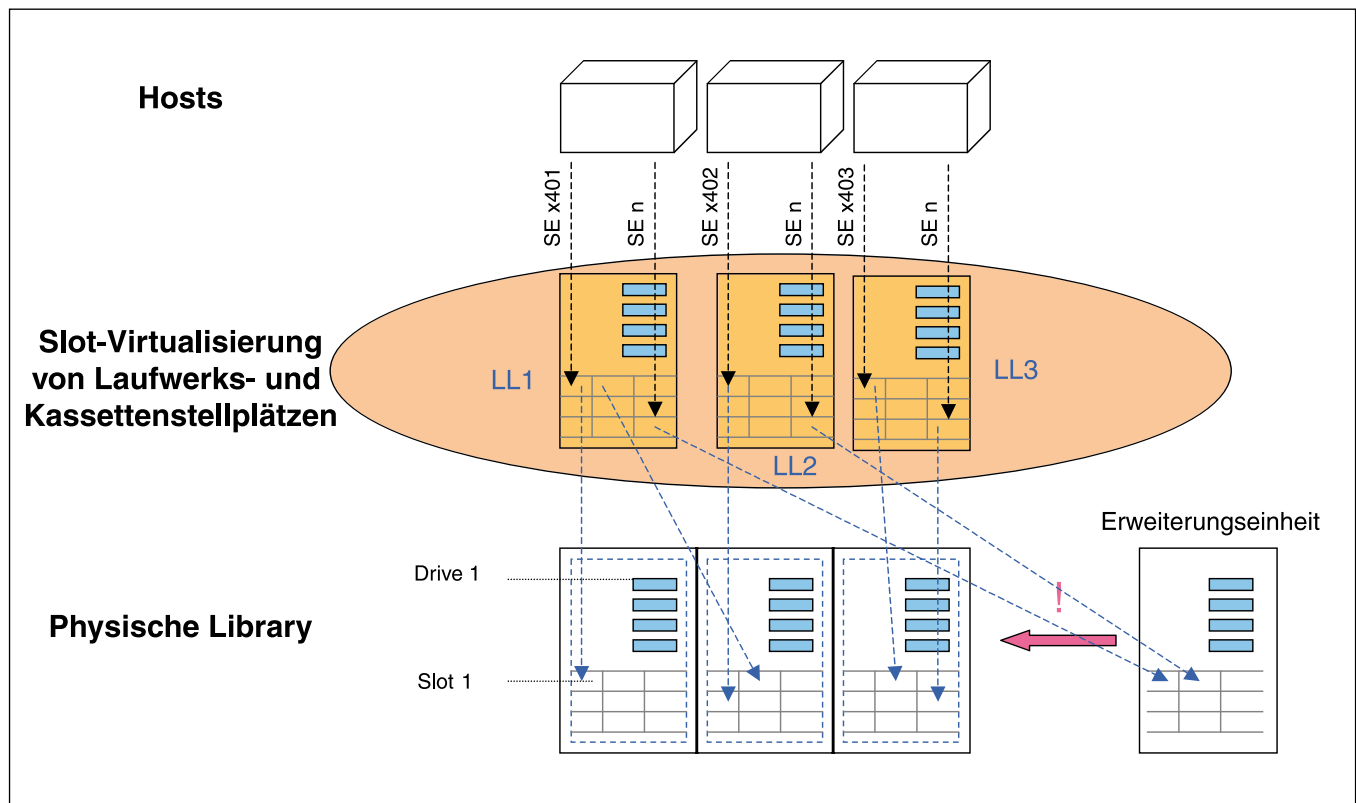 Hosts
SE x401
SE n
SE x402
SE n
SE x403
SE n
Slot-Virtualisierung
von Laufwerks- und
Kassettenstellplätzen
LL1
LL2
LL3
Erweiterungseinheit
Drive 1
!
Physische Library
Slot 1